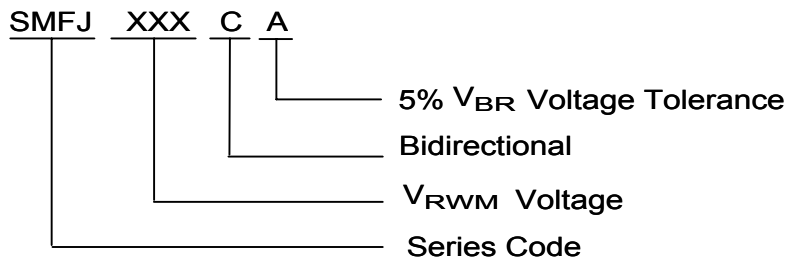 SMFJ XXX C A
5% VBR Voltage Tolerance
Bidirectional
VRWM Voltage
Series Code